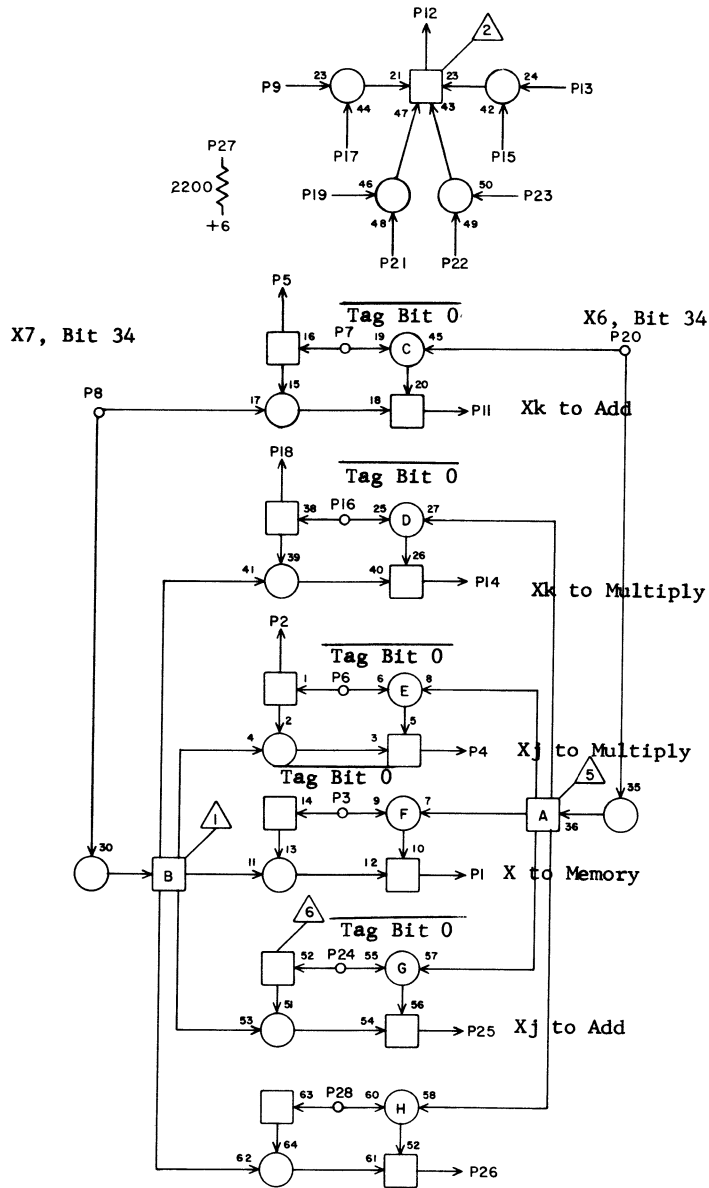 P12
2
P9 23 21 23 24 P13
44 47 43 42
P27
P17 P15
2200
P19 46 50 P23
+6
48 49
P21 P22
P5
Tag Bit 0
X7, Bit 34
X6, Bit 34
16 P7 19 C 45 P20
15 20
P8
17 18 P11 Xk to Add
P18
Tag Bit 0
38 P16 25 D 27
39 26
41 40 P14
Xk to Multiply
P2
Tag Bit 0
1 P6 6 E 8
2 5
4 3 P4 Xj to Multiply
Tag Bit 0
5
35
1
14 P3 9 F 7 A 36
13 10
30 B 11 12 P1 X to Memory
6
Tag Bit 0
52 P24 55 G 57
51 56
53 54 P25 Xj to Add
63 P28 60 H 58
64 52
62 61 P26